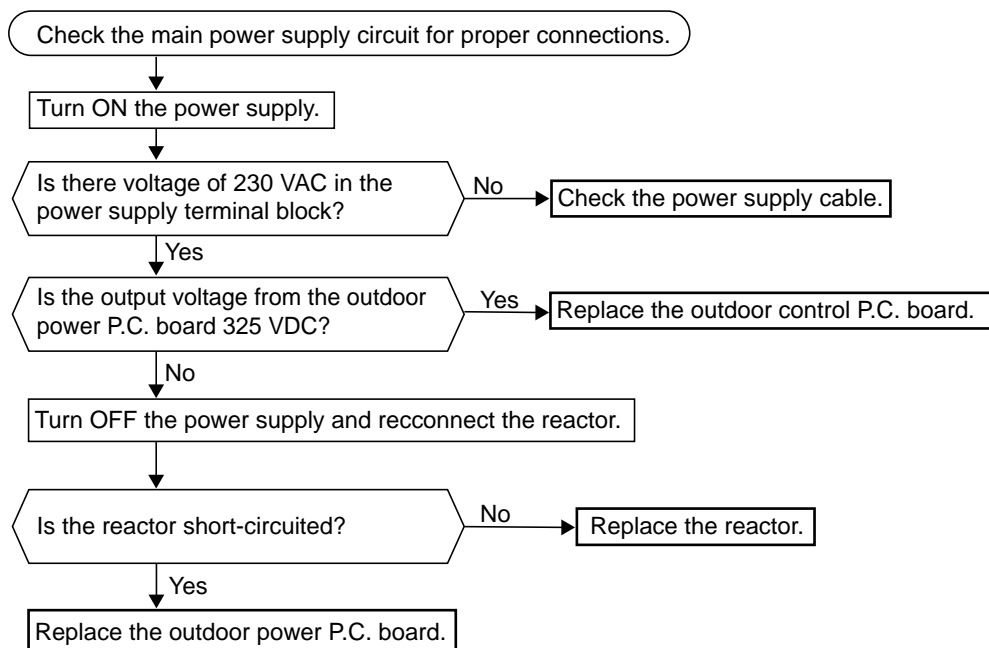 Check the main power supply circuit for proper connections.
Turn ON the power supply.
Is there voltage of 230 VAC in the
power supply terminal block?
No
Check the power supply cable.
Yes
Is the output voltage from the outdoor
power P.C. board 325 VDC?
Yes
Replace the outdoor control P.C. board.
No
Turn OFF the power supply and recconnect the reactor.
Is the reactor short-circuited?
No
Replace the reactor.
Yes
Replace the outdoor power P.C. board.